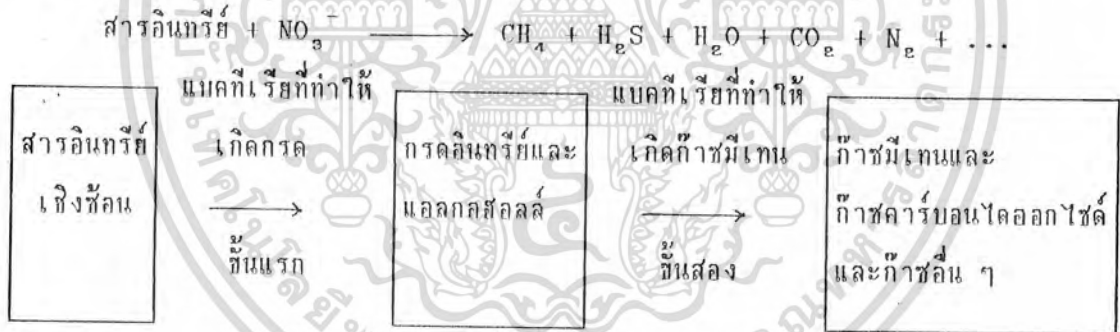 สารอินทรีย์ + NO₃⁻ ⟶ CH₄ + H₂S + H₂O + CO₂ + N₂ + ...
แบคทีเรียที่ทำให้ แบคทีเรียที่ทำให้
สารอินทรีย์ เกิดกรด กรดอินทรีย์และ เกิดก๊าซมีเทน ก๊าซมีเทนและ
เชิงซ้อน ⟶ แอลกอฮอลล์ ⟶ ก๊าซคาร์บอนไดออกไซด์
ขั้นแรก ขั้นสอง และก๊าซอื่น ๆ